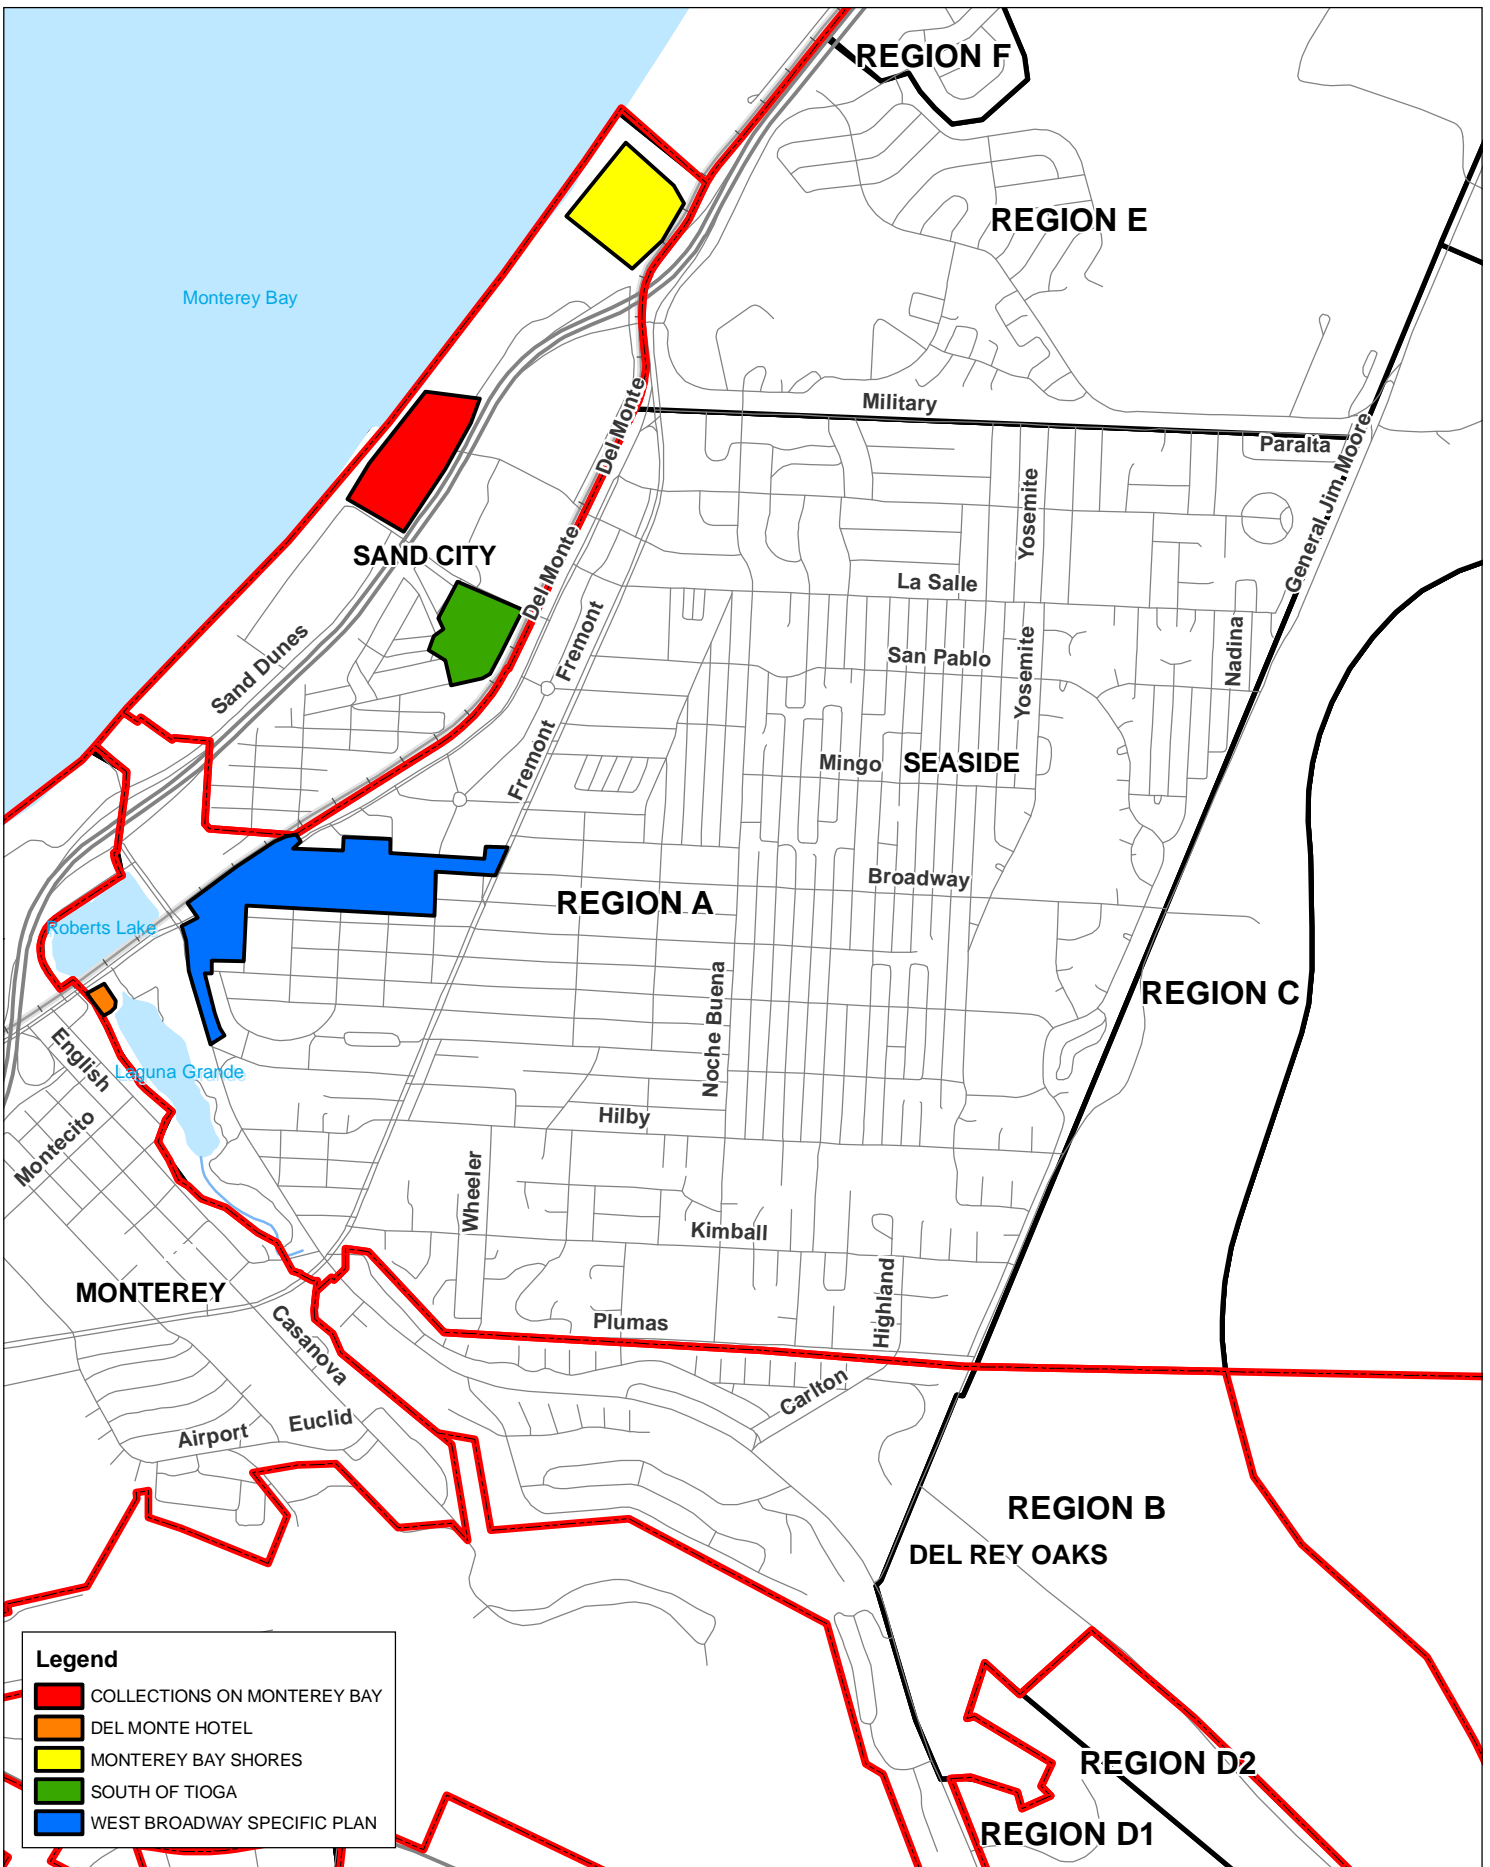 REGION F
REGION E
Monterey Bay
Military
Del Monte
Paralta
General Jim Moore
Yosemite
SAND CITY
Del Monte
La Salle
Fremont
Nadina
San Pablo
Sand Dunes
Yosemite
Fremont
Mingo
SEASIDE
Broadway
REGION A
Roberts Lake
REGION C
Noche Buena
English
Laguna Grande
Hilby
Montecito
Wheeler
Kimball
Highland
MONTEREY
Plumas
Casanova
Carlton
Euclid
Airport
REGION B
DEL REY OAKS
Legend
COLLECTIONS ON MONTEREY BAY
DEL MONTE HOTEL
MONTEREY BAY SHORES
SOUTH OF TIOGA
WEST BROADWAY SPECIFIC PLAN
REGION D2
REGION D1